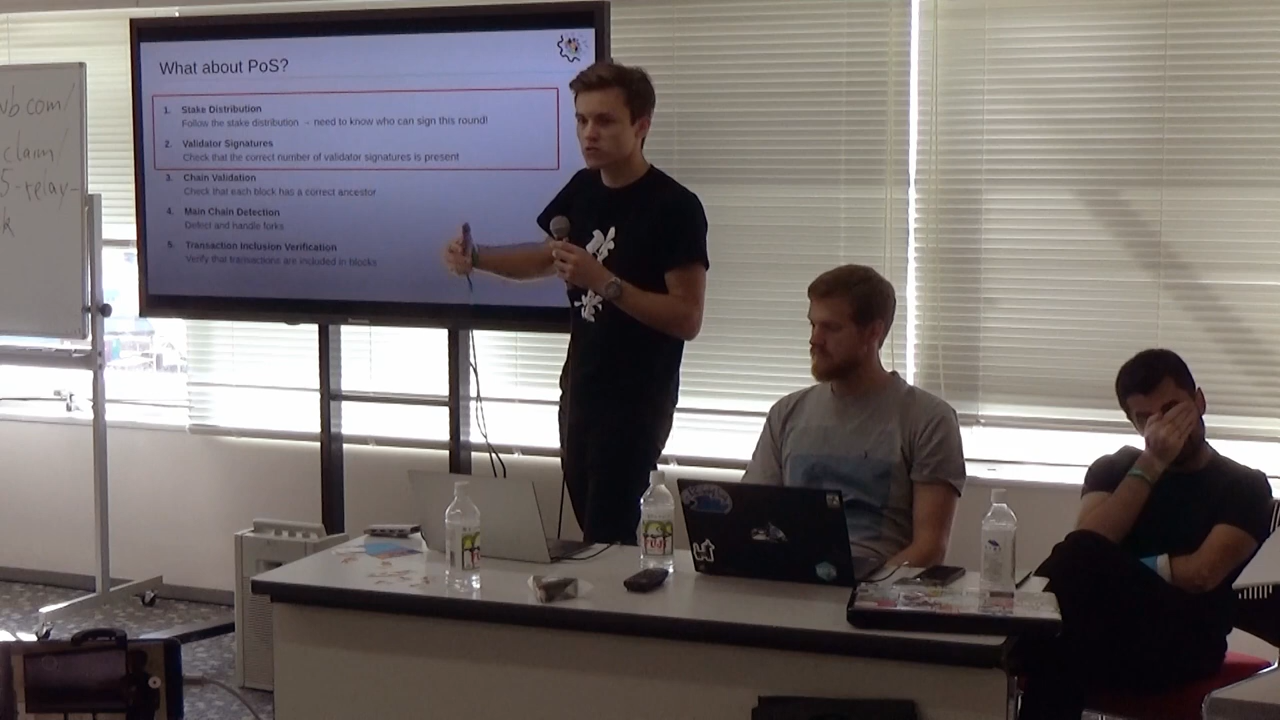 What about PoS?
1. Stake Distribution
Follow the stake distribution → need to know who can sign this round!
2. Validator Signatures
Check that the correct number of validator signatures is present
3. Chain Validation
Check that each block has a correct ancestor
4. Main Chain Detection
Detect and handle forks
5. Transaction Inclusion Verification
Verify that transactions are included in blocks
com/
claim/
5-relay-
k